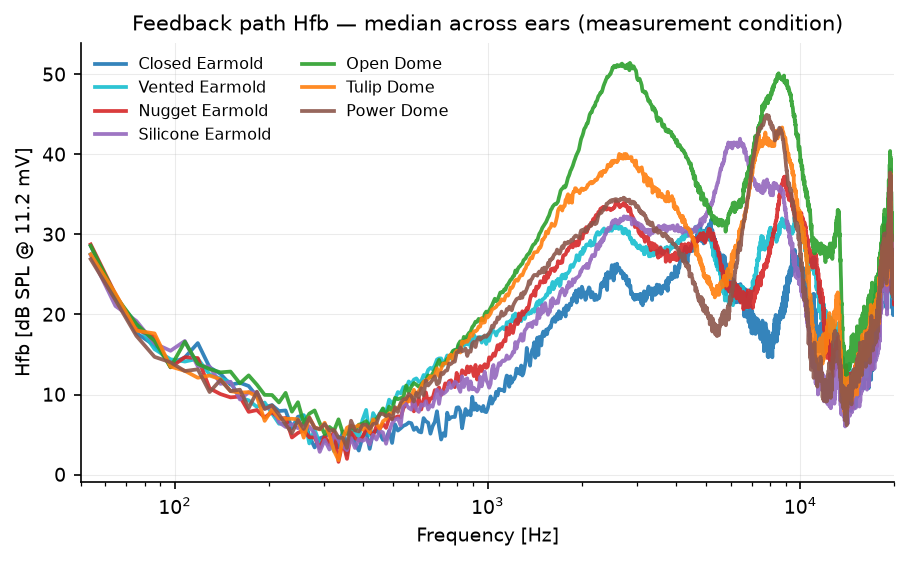 Feedback path Hfb — median across ears (measurement condition)
Closed Earmold
Vented Earmold
Nugget Earmold
Silicone Earmold
Open Dome
Tulip Dome
Power Dome
Hfb [dB SPL @ 11.2 mV]
50
40
30
20
10
0
10²
10³
10⁴
Frequency [Hz]